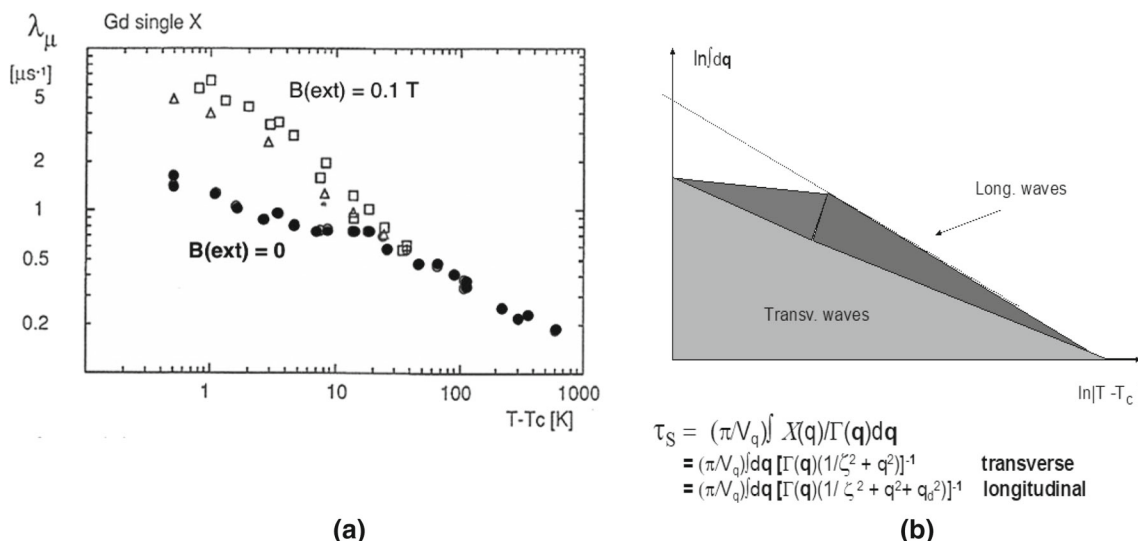 Gd single X
λμ
[μs⁻¹]
5
2
1
0.5
0.2
B(ext) = 0.1 T
B(ext) = 0
1
10
100
1000
T-Tc [K]
(a)
ln∫dq
Long. waves
Transv. waves
ln|T -Tc
τS = (π/Vq)∫ X(q)/Γ(q)dq
= (π/Vq)∫dq [Γ(q)(1/ζ² + q²)]⁻¹ transverse
= (π/Vq)∫dq [Γ(q)(1/ ζ² + q²+ qd²)]⁻¹ longitudinal
(b)